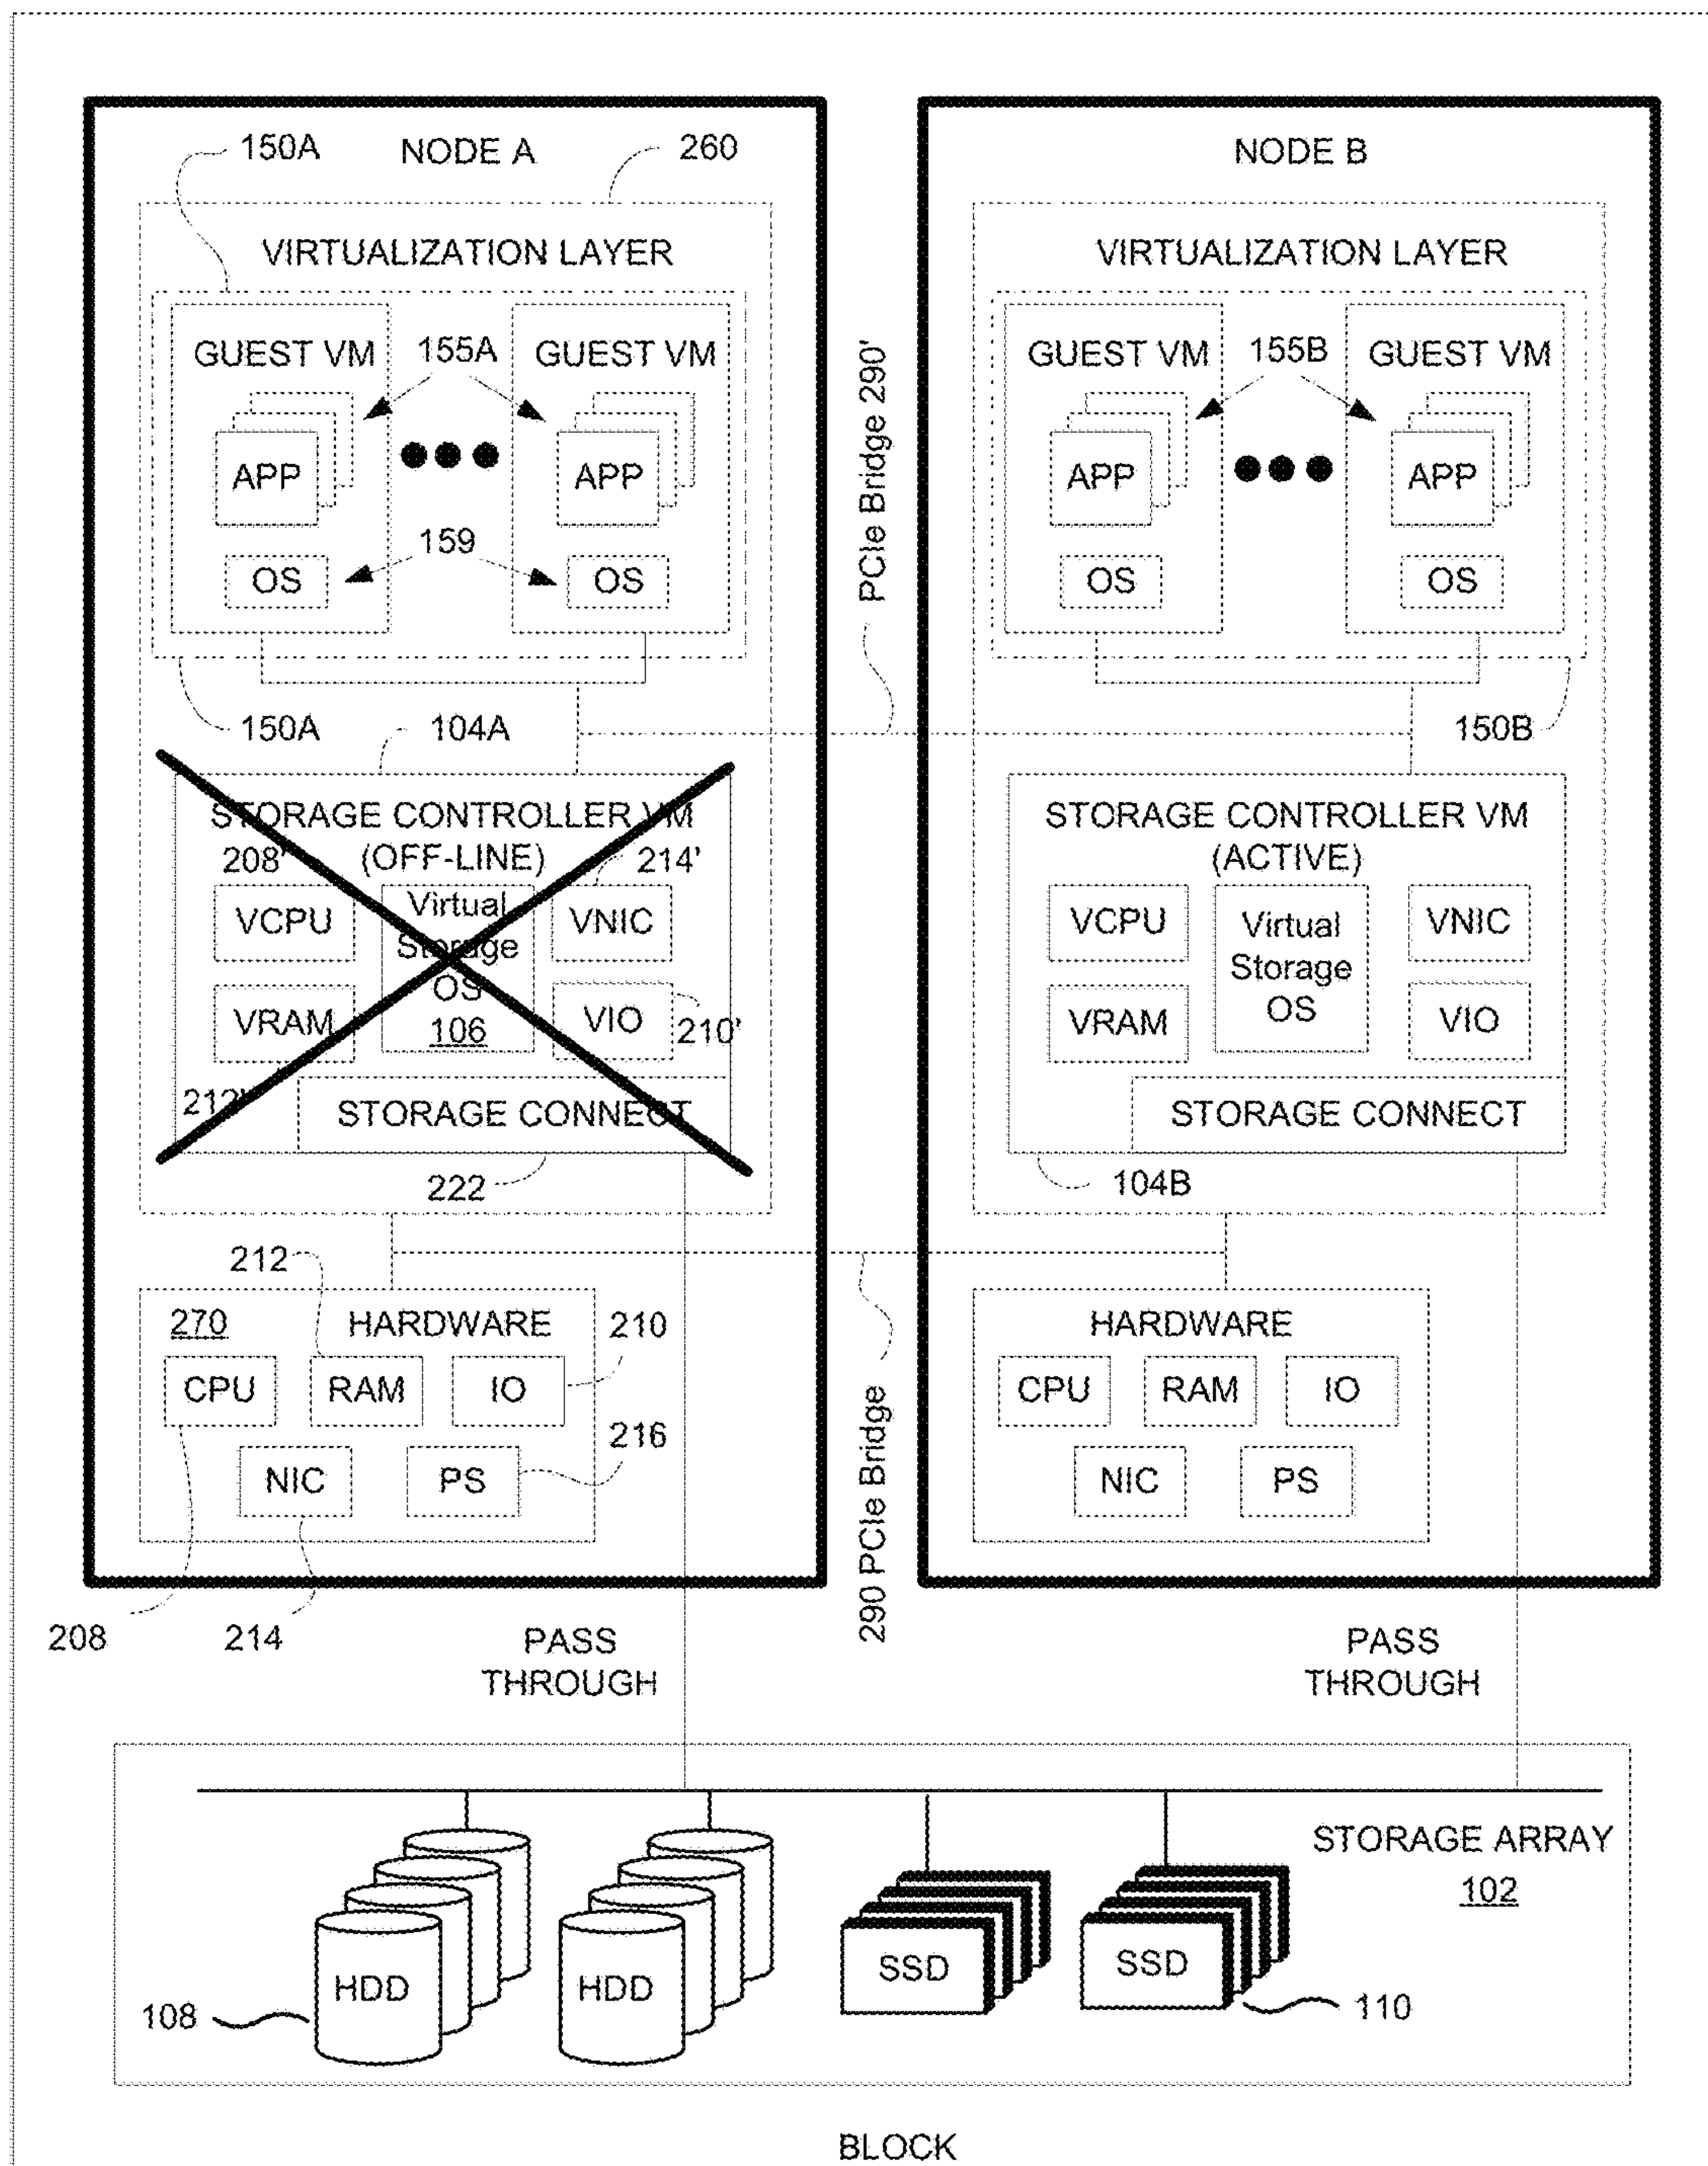 NODE A
150A
260
VIRTUALIZATION LAYER
GUEST VM
155A
GUEST VM
APP
APP
159
OS
OS
150A
104A
STORAGE CONTROLLER VM
(OFF-LINE)
208'
214'
VCPU
Virtual
Storage
OS
106
VNIC
VRAM
VIO
210'
212'
STORAGE CONNECT
222
212
270
HARDWARE
210
CPU
RAM
IO
216
NIC
PS
208
214
PCIe Bridge 290'
290 PCIe Bridge
NODE B
VIRTUALIZATION LAYER
GUEST VM
155B
GUEST VM
APP
APP
OS
OS
150B
STORAGE CONTROLLER VM
(ACTIVE)
VCPU
Virtual
Storage
OS
VNIC
VRAM
VIO
STORAGE CONNECT
104B
HARDWARE
CPU
RAM
IO
NIC
PS
PASS
THROUGH
PASS
THROUGH
STORAGE ARRAY
102
HDD
HDD
SSD
SSD
108
110
BLOCK